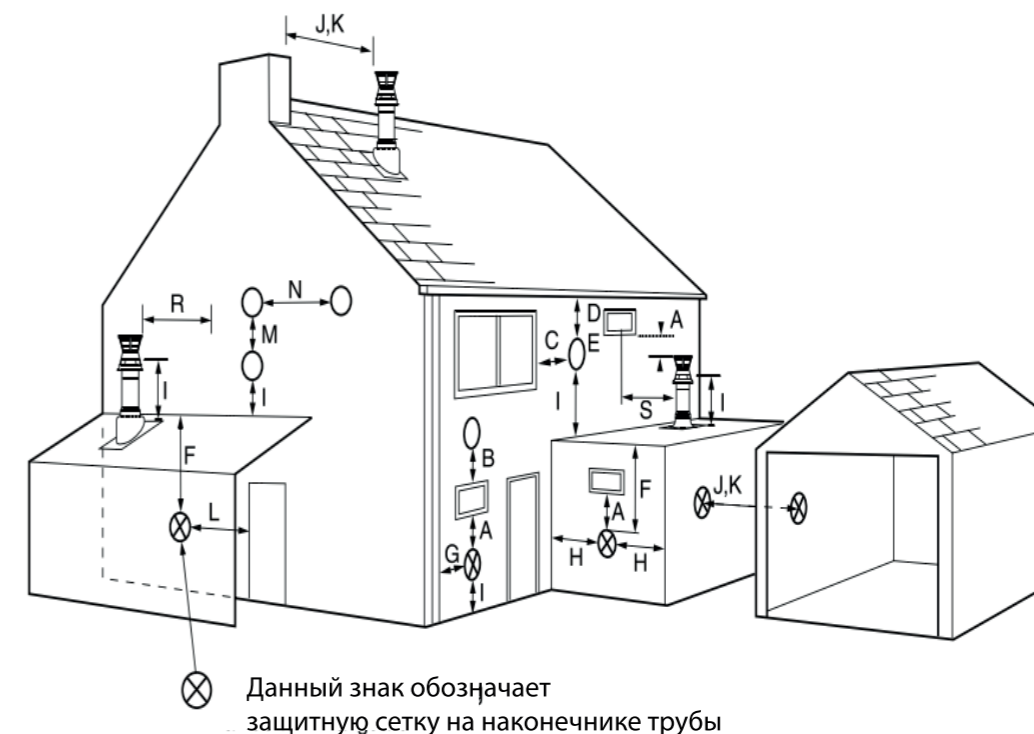 J,K
N
R
M
D
A
E
C
I
I
I
I
S
F
B
F
J,K
L
A
A
G
H
H
I
Данный знак обозначает
защитную сетку на наконечнике трубы